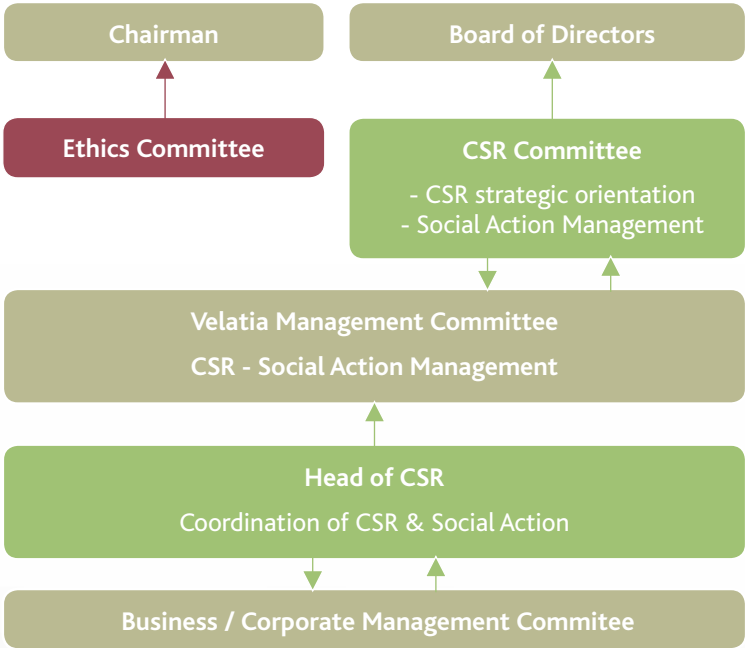 Chairman
Board of Directors
Ethics Committee
CSR Committee
- CSR strategic orientation
- Social Action Management
Velatia Management Committee
CSR - Social Action Management
Head of CSR
Coordination of CSR & Social Action
Business / Corporate Management Commitee